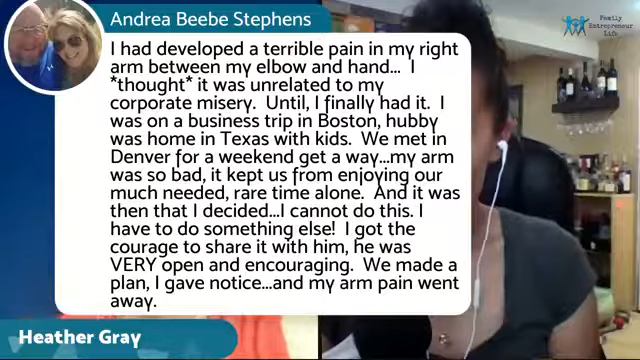 Andrea Beebe Stephens
Family
Entrepreneur
Life
I had developed a terrible pain in my right
arm between my elbow and hand... I
*thought* it was unrelated to my
corporate misery. Until, I finally had it. I
was on a business trip in Boston, hubby
was home in Texas with kids. We met in
Denver for a weekend get a way...my arm
was so bad, it kept us from enjoying our
much needed, rare time alone. And it was
then that I decided...I cannot do this. I
have to do something else! I got the
courage to share it with him, he was
VERY open and encouraging. We made a
plan, I gave notice...and my arm pain went
away.
Heather Gray